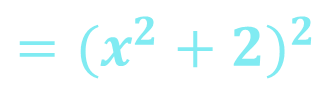 = (x² + 2)²